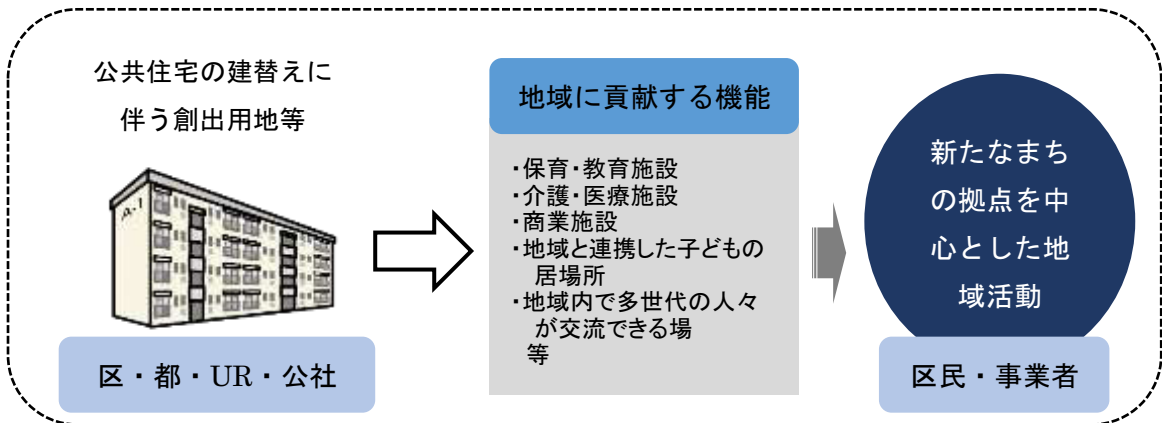 公共住宅の建替えに
伴う創出用地等
A-1
区・都・UR・公社
地域に貢献する機能
・保育・教育施設
・介護・医療施設
・商業施設
・地域と連携した子どもの
居場所
・地域内で多世代の人々
が交流できる場
等
新たなまち
の拠点を中
心とした地
域活動
区民・事業者